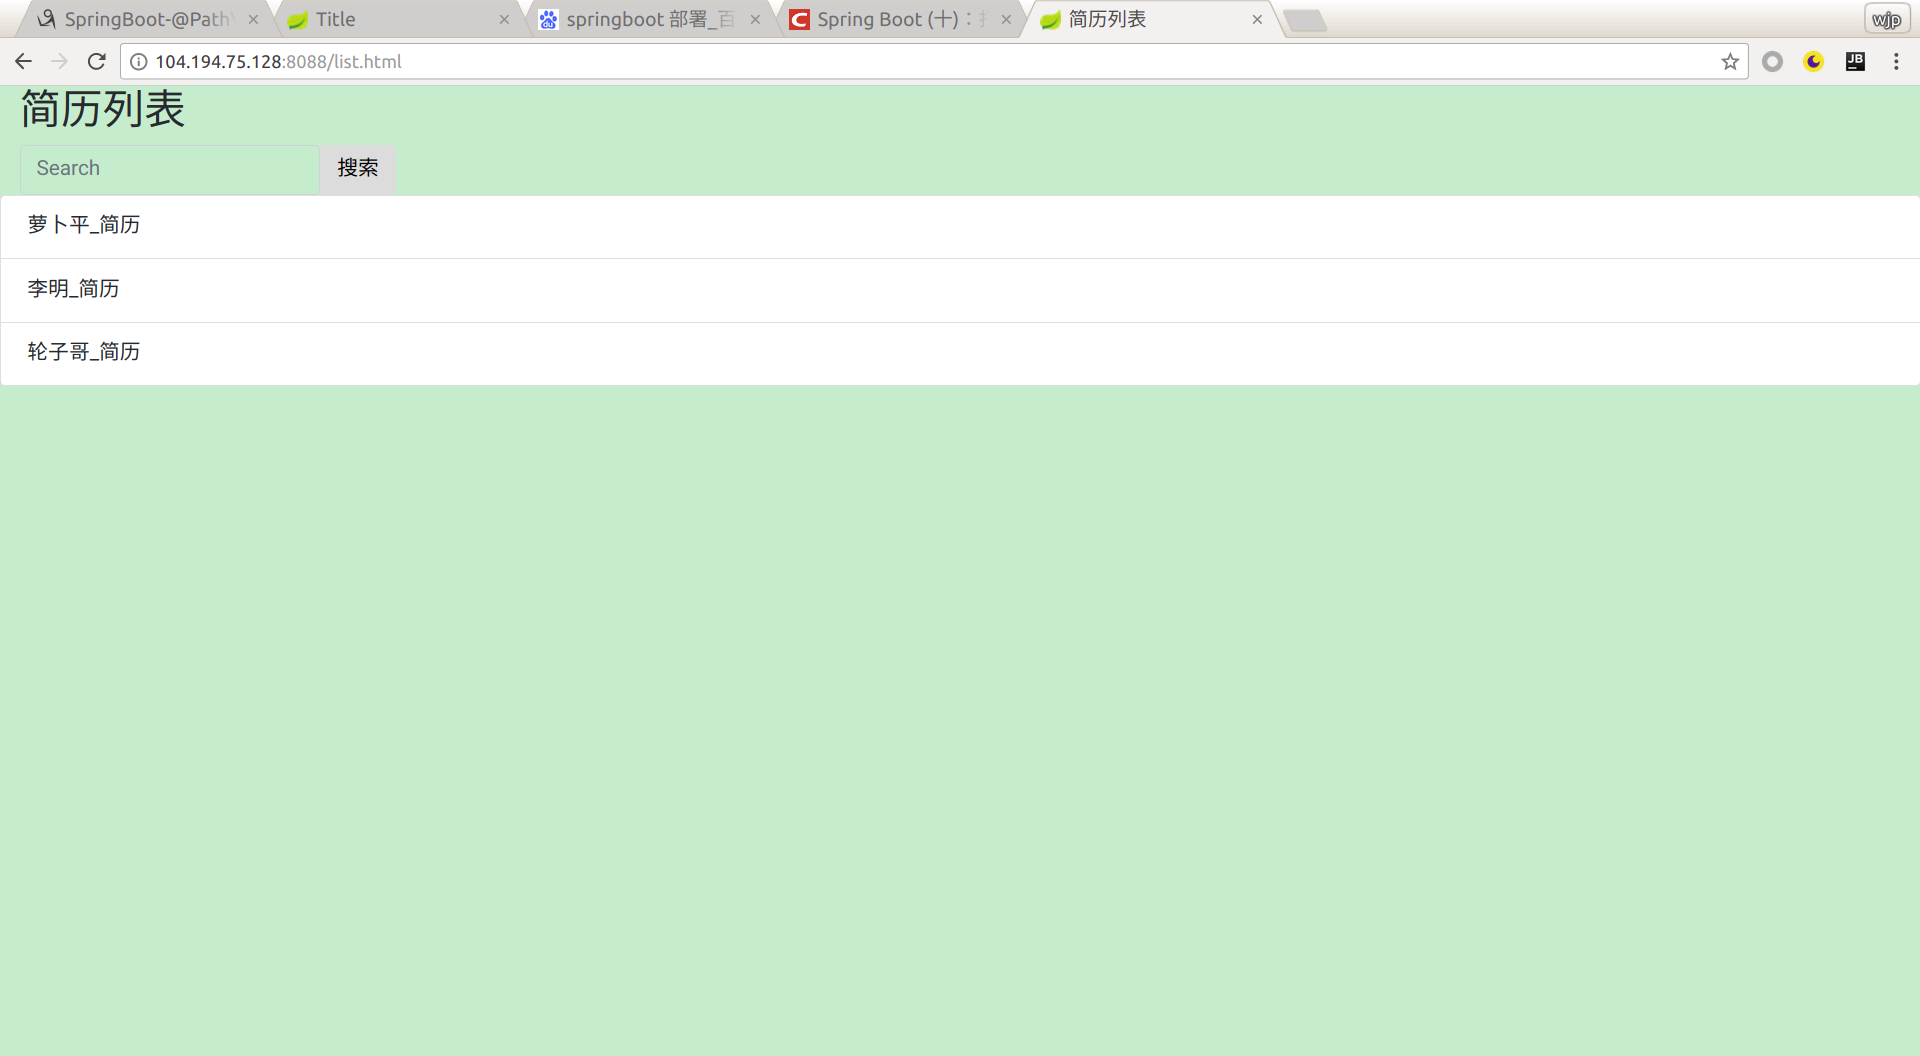 SpringBoot-@Path
Title
springboot 部署_百
Spring Boot (十)：
简历列表
wjp
104.194.75.128:8088/list.html
JB
简历列表
Search
搜索
萝卜平_简历
李明_简历
轮子哥_简历